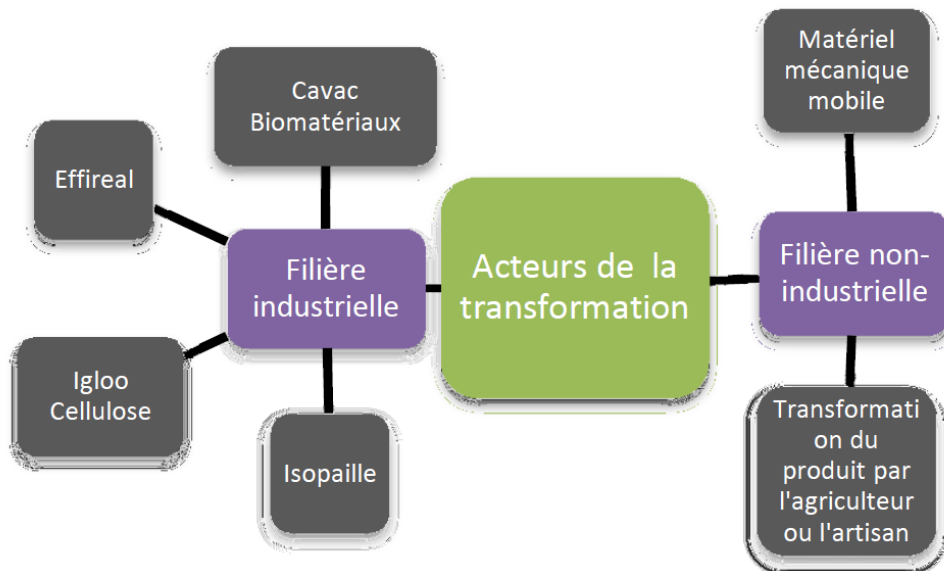 Cavac
Biomatériaux
Effireal
Filière
industrielle
Igloo
Cellulose
Isopaille
Acteurs de la
transformation
Matériel
mécanique
mobile
Filière non-
industrielle
Transformati
on du
produit par
l'agriculteur
ou l'artisan